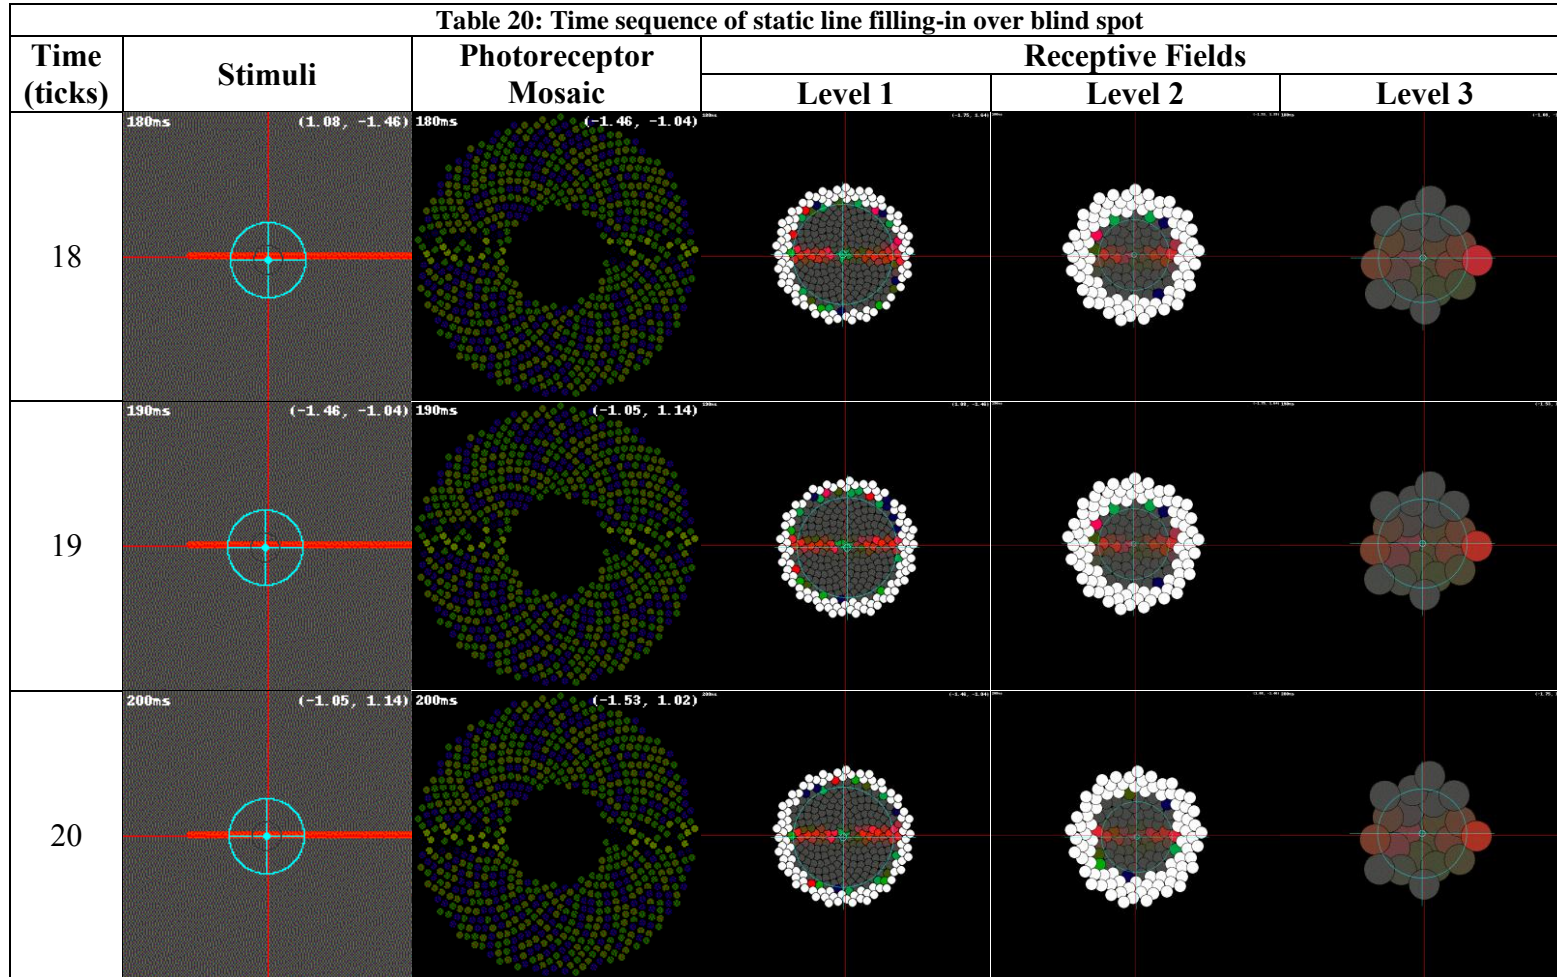 Table 20: Time sequence of static line filling-in over blind spot
Time (ticks) Stimuli Photoreceptor Mosaic Receptive Fields
Level 1 Level 2 Level 3
18 180ms (1.08, -1.46) 180ms (-1.46, -1.04)
19 190ms (-1.46, -1.04) 190ms (-1.05, 1.14)
20 200ms (-1.05, 1.14) 200ms (-1.53, 1.02)